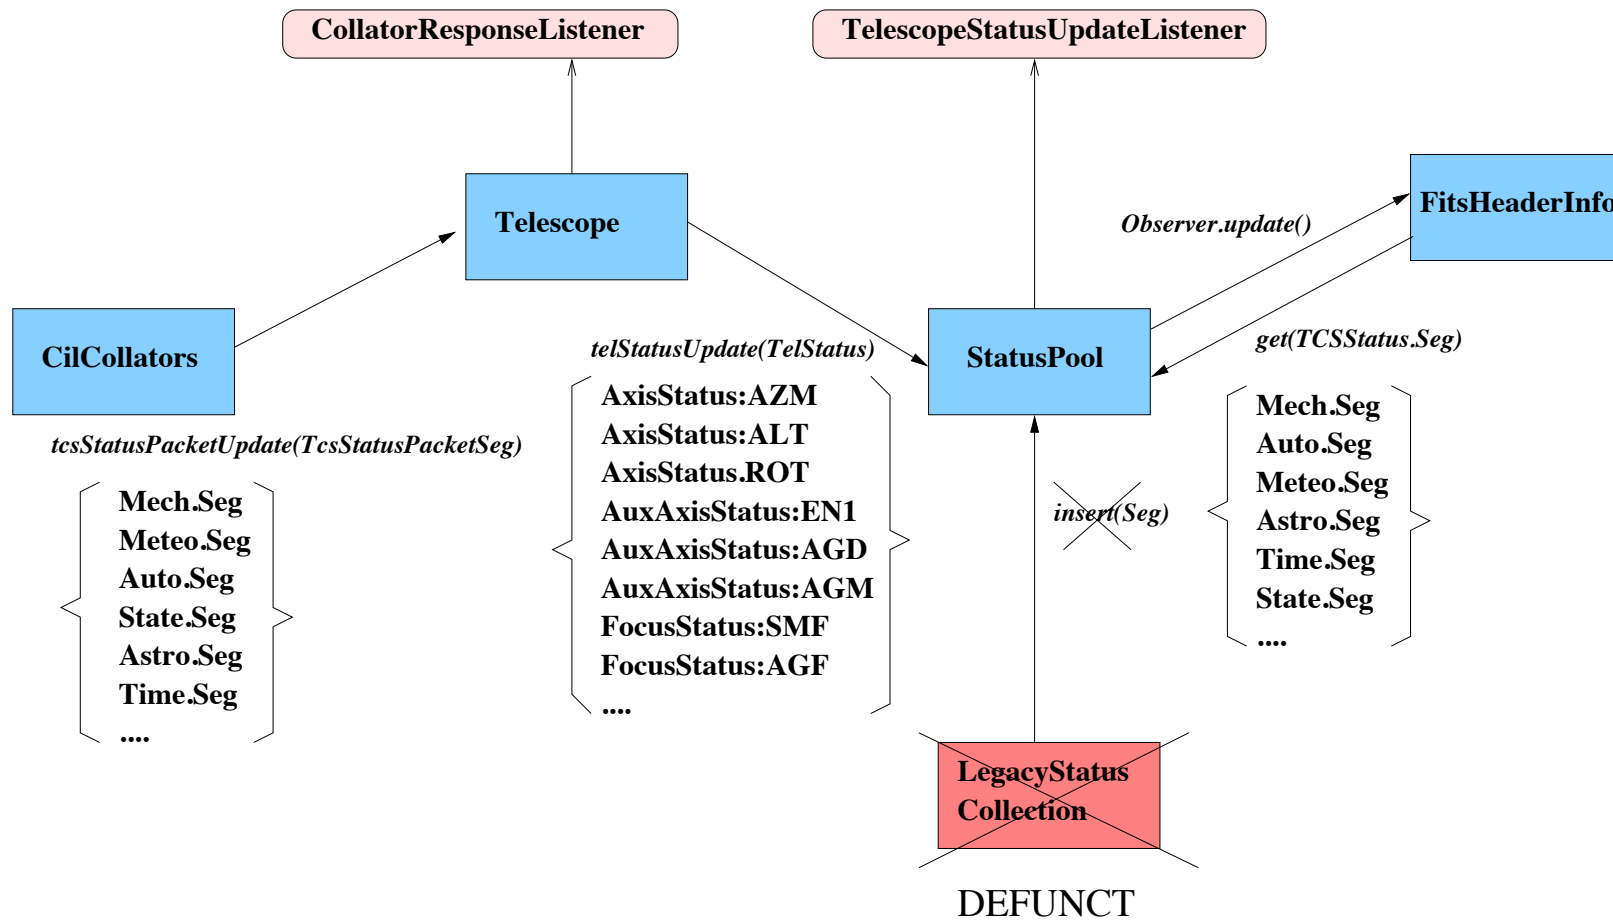 CollatorResponseListener
TelescopeStatusUpdateListener
Telescope
FitsHeaderInfo
Observer.update()
CilCollators
telStatusUpdate(TelStatus)
StatusPool
get(TCSStatus.Seg)
tcsStatusPacketUpdate(TcsStatusPacketSeg)
Mech.Seg
Meteo.Seg
Auto.Seg
State.Seg
Astro.Seg
Time.Seg
....
AxisStatus:AZM
AxisStatus:ALT
AxisStatus.ROT
AuxAxisStatus:EN1
AuxAxisStatus:AGD
AuxAxisStatus:AGM
FocusStatus:SMF
FocusStatus:AGF
....
insert(Seg)
Mech.Seg
Auto.Seg
Meteo.Seg
Astro.Seg
Time.Seg
State.Seg
....
LegacyStatus
Collection
DEFUNCT